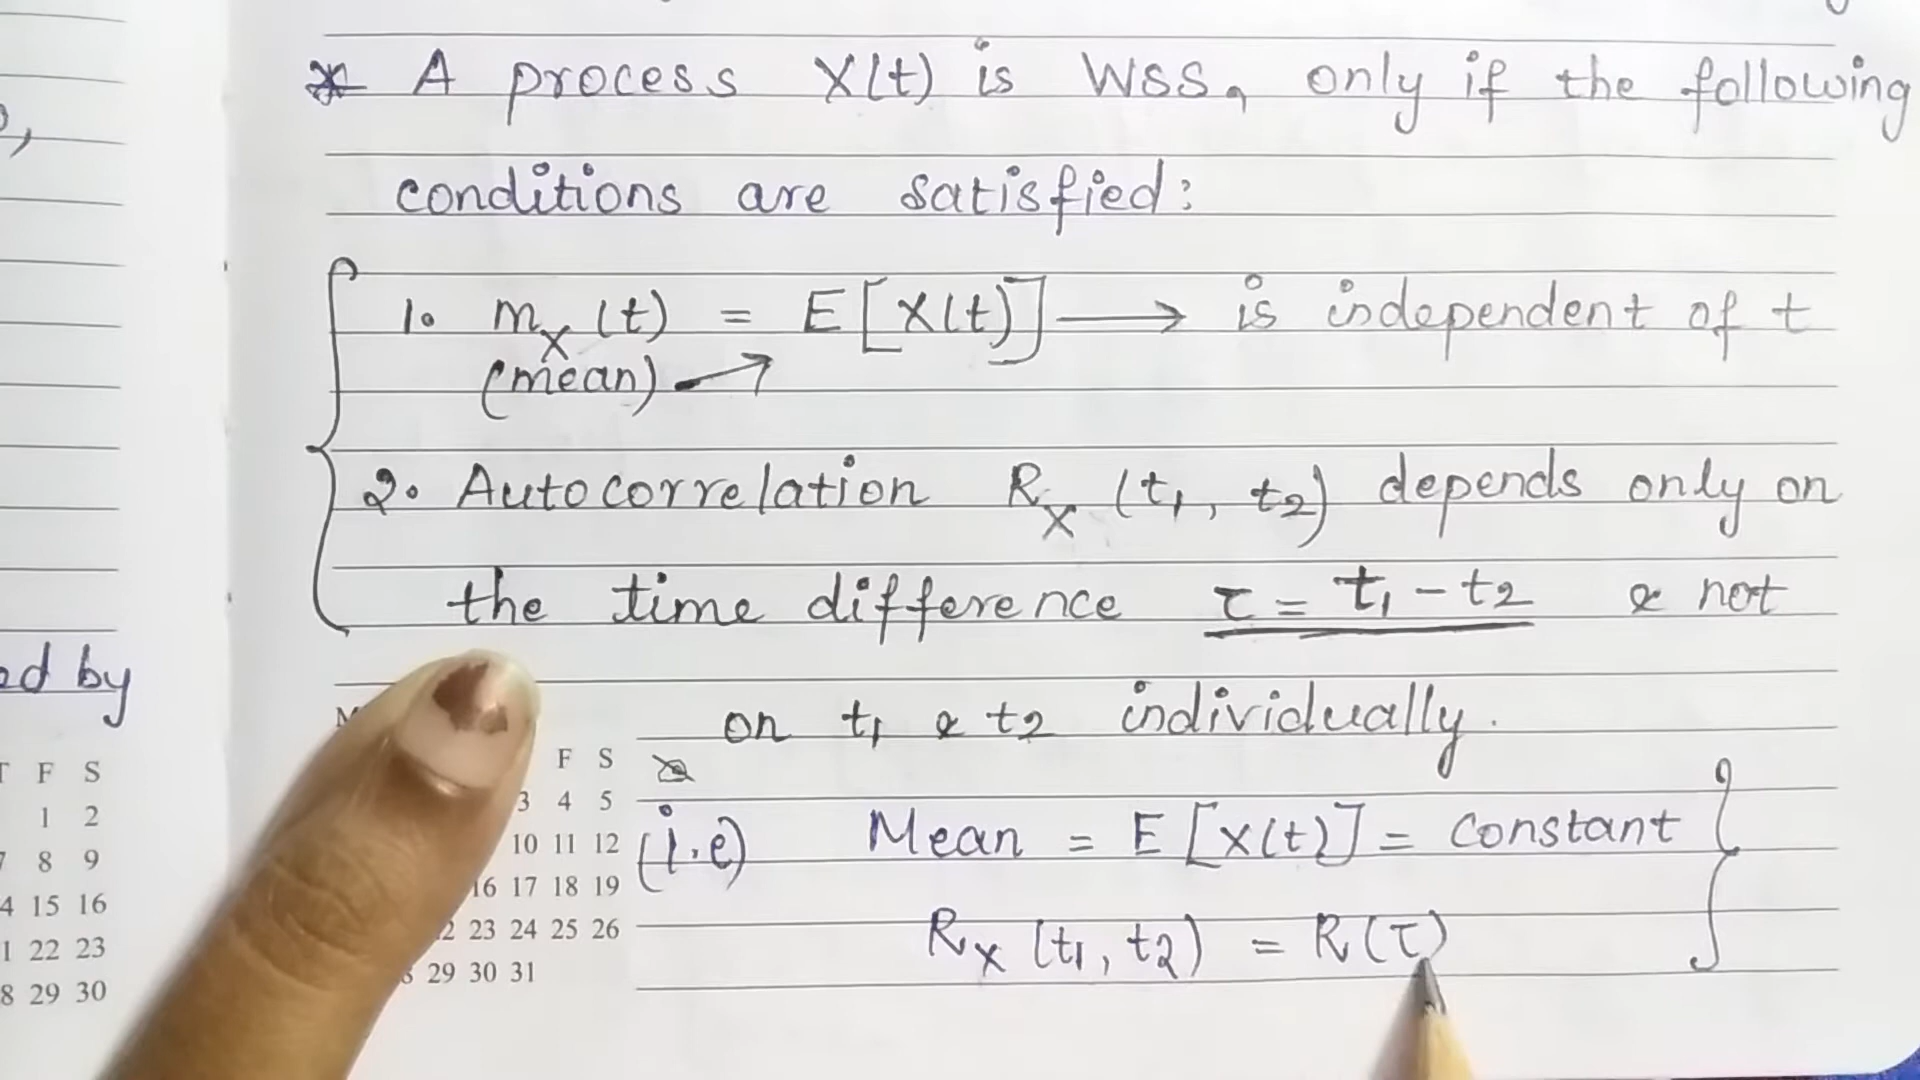 * A process X(t) is WSS, only if the following
conditions are satisfied:
1. m_X (t) = E[X(t)] → is independent of t
(mean) →
2. Autocorrelation R_X (t1, t2) depends only on
the time difference τ = t1 - t2 & not
on t1 & t2 individually.
(i.e) Mean = E[X(t)] = Constant
R_X (t1, t2) = R(τ)
ed by
F S
1 2
8 9
15 16
22 23
29 30
F S
3 4 5
10 11 12
16 17 18 19
23 24 25 26
29 30 31